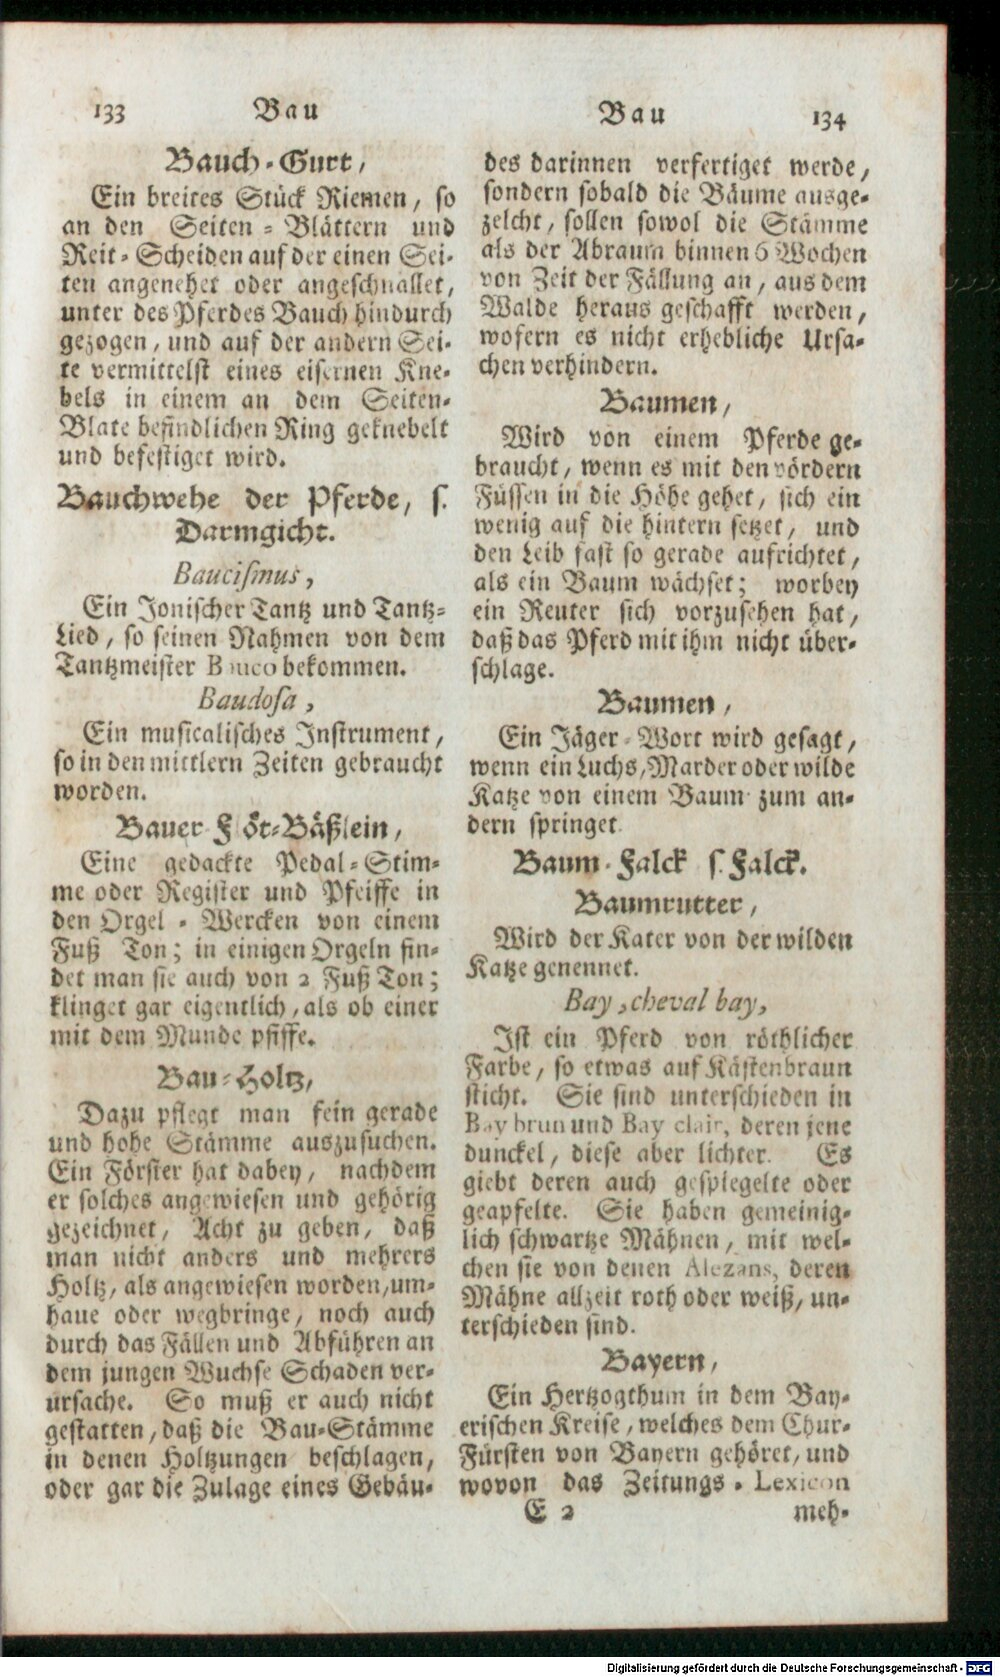 133 Bau
Bauch-Gurt,
Ein breites Stück Riemen, so
an den Seiten-Blättern und
Reit-Scheiden auf der einen Sei-
ten angenehet oder angeschnallet,
unter des Pferdes Bauch hindurch
gezogen, und auf der andern Sei-
te vermittelst eines eisernen Kne-
bels in einem an dem Seiten-
Blate befindlichen Ring geknebelt
und befestiget wird.
Bauchwehe der Pferde, s.
Darmgicht.
Baucismus,
Ein Jonischer Tantz und Tantz-
Lied, so seinen Nahmen von dem
Tantzmeister Bauco bekommen.
Baudosa,
Ein musicalisches Instrument,
so in den mittlern Zeiten gebraucht
worden.
Bauer-Flöt-Bäßlein,
Eine gedackte Pedal-Stim-
me oder Register und Pfeiffe in
den Orgel-Wercken von einem
Fuß Ton; in einigen Orgeln fin-
det man sie auch von 2 Fuß Ton;
klinget gar eigentlich, als ob einer
mit dem Munde pfiffe.
Bau-Holtz,
Dazu pflegt man fein gerade
und hohe Stämme auszusuchen.
Ein Förster hat dabey, nachdem
er solches angewiesen und gehörig
gezeichnet, Acht zu geben, daß
man nicht anders und mehrers
Holtz, als angewiesen worden, um-
haue oder wegbringe, noch auch
durch das Fällen und Abführen an
dem jungen Wuchse Schaden ver-
ursache. So muß er auch nicht
gestatten, daß die Bau-Stämme
in denen Holtzungen beschlagen,
oder gar die Zulage eines Gebäu-
Bau 134
des darinnen verfertiget werde,
sondern sobald die Bäume ausge-
zelcht, sollen sowol die Stämme
als der Abraum binnen 6 Wochen
von Zeit der Fällung an, aus dem
Walde heraus geschafft werden,
wofern es nicht erhebliche Ursa-
chen verhindern.
Baumen,
Wird von einem Pferde ge-
braucht, wenn es mit den vördern
Füssen in die Höhe gehet, sich ein
wenig auf die hintern setzet, und
den Leib fast so gerade aufrichtet,
als ein Baum wächset; worbey
ein Reuter sich vorzusehen hat,
daß das Pferd mit ihm nicht über-
schlage.
Baumen,
Ein Jäger-Wort wird gesagt,
wenn ein Luchs, Marder oder wilde
Katze von einem Baum zum an-
dern springet.
Baum-Falck s. Falck.
Baumrutter,
Wird der Kater von der wilden
Katze genennet.
Bay, cheval bay,
Ist ein Pferd von röthlicher
Farbe, so etwas auf Kästenbraun
sticht. Sie sind unterschieden in
Bay brun und Bay clair, deren jene
dunckel, diese aber lichter. Es
giebt deren auch gespiegelte oder
geapfelte. Sie haben gemeinig-
lich schwartze Mähnen, mit wel-
chen sie von denen Alezans, deren
Mähne allzeit roth oder weiß, un-
terschieden sind.
Bayern,
Ein Hertzogthum in dem Bay-
erischen Kreise, welches dem Chur-
Fürsten von Bayern gehöret, und
wovon das Zeitungs-Lexicon
E 2 meh-
Digitalisierung gefördert durch die Deutsche Forschungsgemeinschaft - DFG